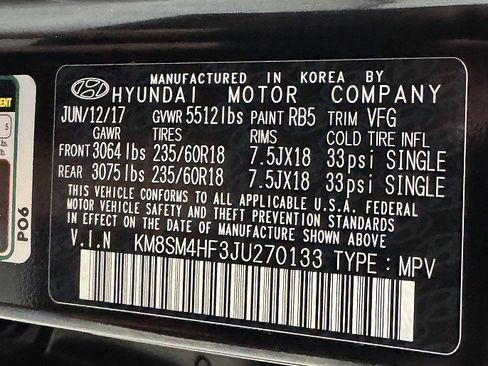 MANUFACTURED IN KOREA BY
HYUNDAI MOTOR COMPANY
JUN/12/17 GVWR 5512lbs PAINT RB5 TRIM VFG
GAWR TIRES RIMS COLD TIRE INFL
FRONT 3064lbs 235/60R18 7.5JX18 33psi SINGLE
REAR 3075lbs 235/60R18 7.5JX18 33psi SINGLE
THIS VEHICLE CONFORMS TO ALL APPLICABLE U.S.A. FEDERAL
MOTOR VEHICLE SAFETY AND THEFT PREVENTION STANDARDS
IN EFFECT ON THE DATE OF MANUFACTURE SHOWN ABOVE.
V.I.N KM8SM4HF3JU270133 TYPE : MPV
5
P06